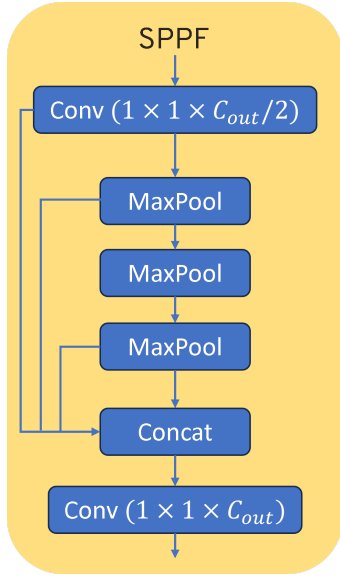 SPPF
Conv (1 × 1 × C_out/2)
MaxPool
MaxPool
MaxPool
Concat
Conv (1 × 1 × C_out)